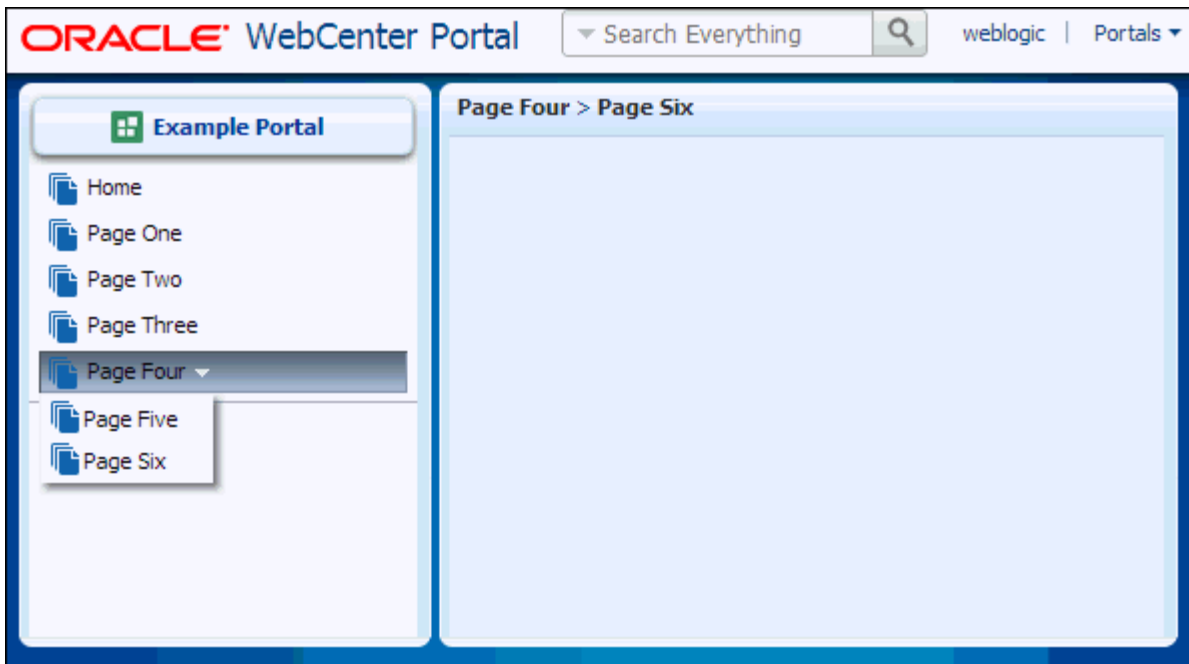 ORACLE WebCenter Portal Search Everything weblogic | Portals
Example Portal
Home
Page One
Page Two
Page Three
Page Four
Page Five
Page Six
Page Four > Page Six